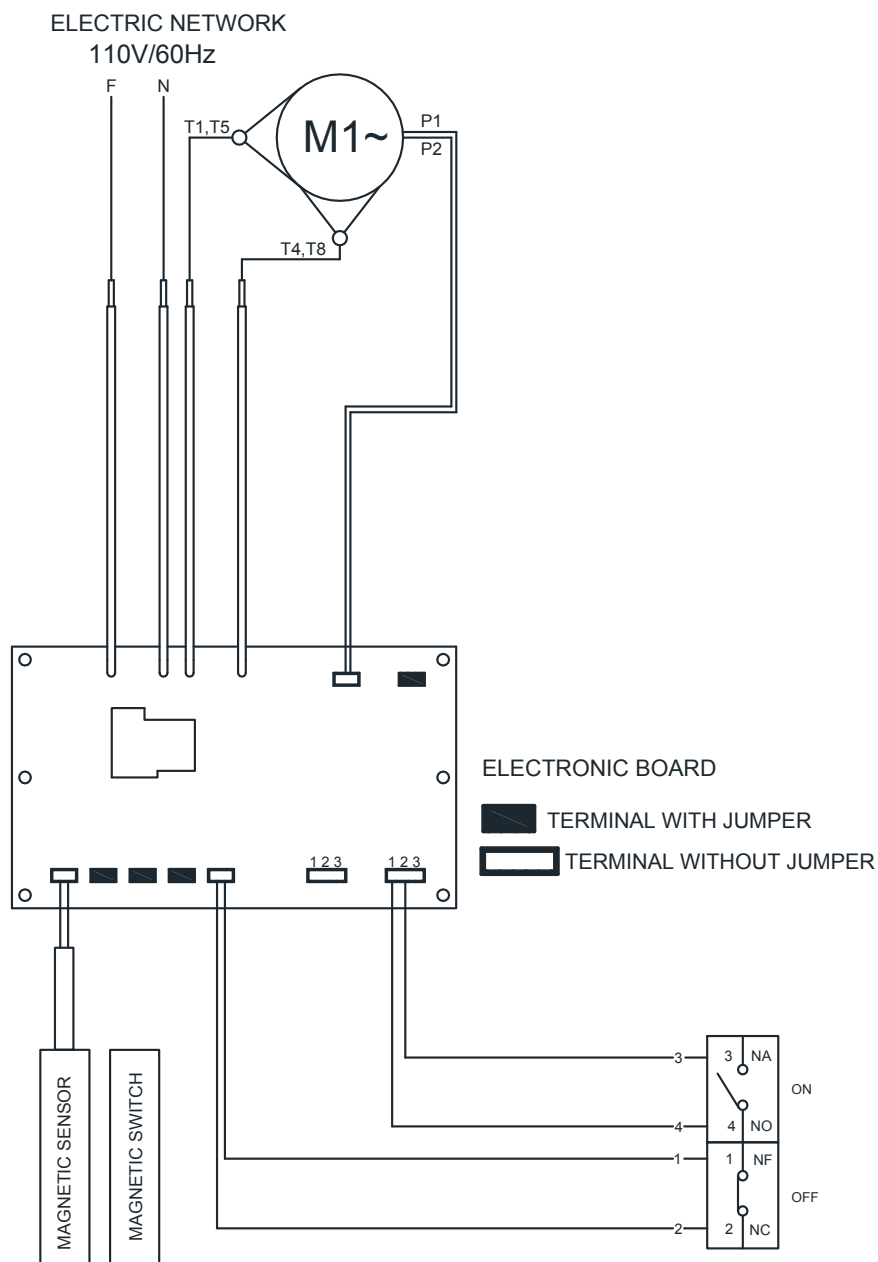 ELECTRIC NETWORK
110V/60Hz
F N
T1,T5
M1~
P1
P2
T4,T8
ELECTRONIC BOARD
TERMINAL WITH JUMPER
TERMINAL WITHOUT JUMPER
1 2 3 1 2 3
3 3 NA
ON
4 4 NO
1 1 NF
OFF
2 2 NC
MAGNETIC SENSOR
MAGNETIC SWITCH